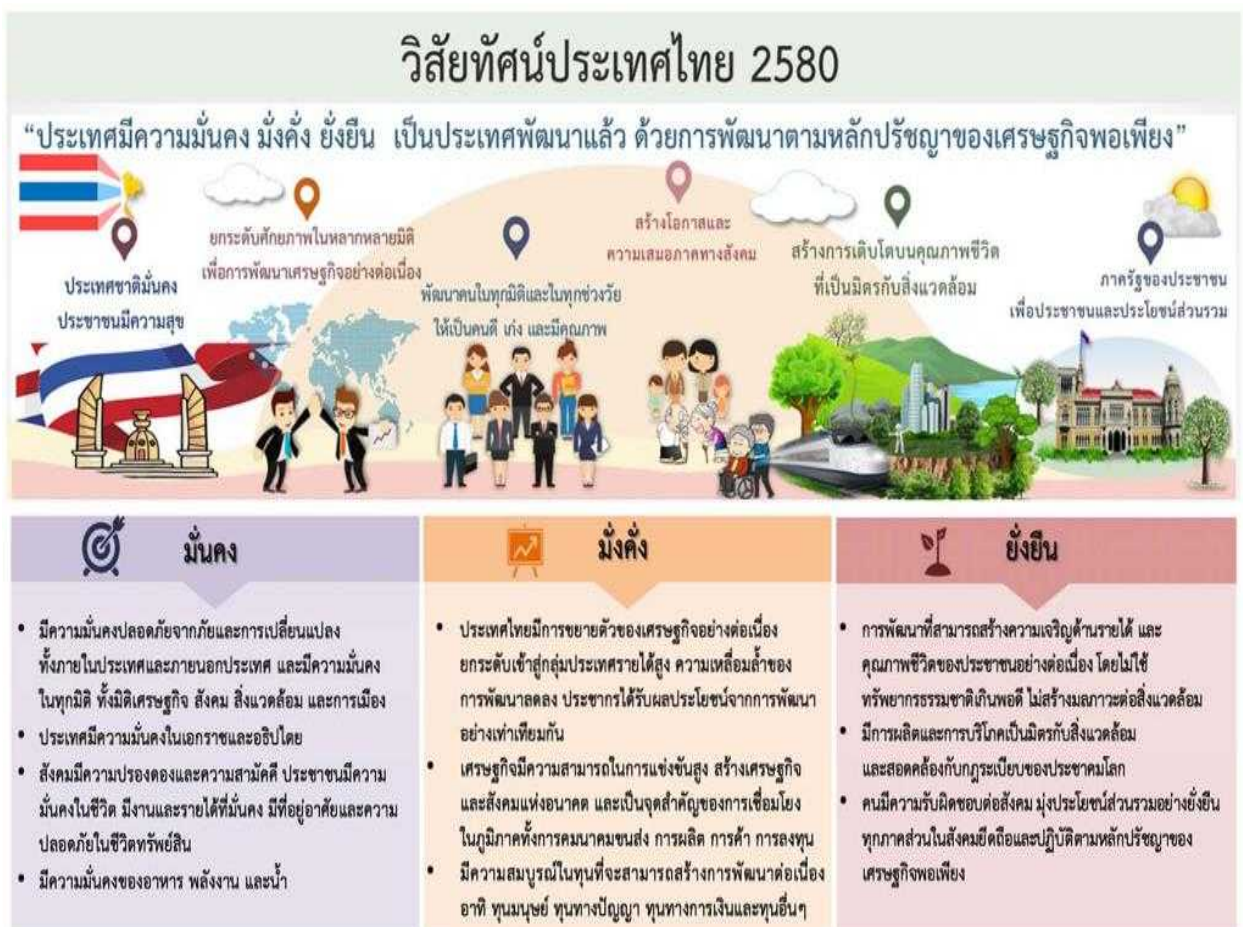 วิสัยทัศน์ประเทศไทย 2580
“ประเทศมีความมั่นคง มั่งคั่ง ยั่งยืน เป็นประเทศพัฒนาแล้ว ด้วยการพัฒนาตามหลักปรัชญาของเศรษฐกิจพอเพียง”
ประเทศชาติมั่นคง
ประชาชนมีความสุข
ยกระดับศักยภาพในหลากหลายมิติ
เพื่อการพัฒนาเศรษฐกิจอย่างต่อเนื่อง
พัฒนาคนในทุกมิติและในทุกช่วงวัย
ให้เป็นคนดี เก่ง และมีคุณภาพ
สร้างโอกาสและ
ความเสมอภาคทางสังคม
สร้างการเติบโตบนคุณภาพชีวิต
ที่เป็นมิตรกับสิ่งแวดล้อม
ภาครัฐของประชาชน
เพื่อประชาชนและประโยชน์ส่วนรวม
มั่นคง
• มีความมั่นคงปลอดภัยจากภัยและการเปลี่ยนแปลง
ทั้งภายในประเทศและภายนอกประเทศ และมีความมั่นคง
ในทุกมิติ ทั้งมิติเศรษฐกิจ สังคม สิ่งแวดล้อม และการเมือง
• ประเทศมีความมั่นคงในเอกราชและอธิปไตย
• สังคมมีความปรองดองและความสามัคคี ประชาชนมีความ
มั่นคงในชีวิต มีงานและรายได้ที่มั่นคง มีที่อยู่อาศัยและความ
ปลอดภัยในชีวิตทรัพย์สิน
• มีความมั่นคงของอาหาร พลังงาน และน้ำ
มั่งคั่ง
• ประเทศไทยมีการขยายตัวของเศรษฐกิจอย่างต่อเนื่อง
ยกระดับเข้าสู่กลุ่มประเทศรายได้สูง ความเหลื่อมล้ำของ
การพัฒนาลดลง ประชากรได้รับผลประโยชน์จากการพัฒนา
อย่างเท่าเทียมกัน
• เศรษฐกิจมีความสามารถในการแข่งขันสูง สร้างเศรษฐกิจ
และสังคมแห่งอนาคต และเป็นจุดสำคัญของการเชื่อมโยง
ในภูมิภาคทั้งการคมนาคมขนส่ง การผลิต การค้า การลงทุน
• มีความสมบูรณ์ในทุนที่จะสามารถสร้างการพัฒนาต่อเนื่อง
อาทิ ทุนมนุษย์ ทุนทางปัญญา ทุนทางการเงินและทุนอื่นๆ
ยั่งยืน
• การพัฒนาที่สามารถสร้างความเจริญด้านรายได้ และ
คุณภาพชีวิตของประชาชนอย่างต่อเนื่อง โดยไม่ใช้
ทรัพยากรธรรมชาติเกินพอดี ไม่สร้างมลภาวะต่อสิ่งแวดล้อม
• มีการผลิตและการบริโภคเป็นมิตรกับสิ่งแวดล้อม
และสอดคล้องกับกฎระเบียบของประชาคมโลก
• คนมีความรับผิดชอบต่อสังคม มุ่งประโยชน์ส่วนรวมอย่างยั่งยืน
ทุกภาคส่วนในสังคมยึดถือและปฏิบัติตามหลักปรัชญาของ
เศรษฐกิจพอเพียง